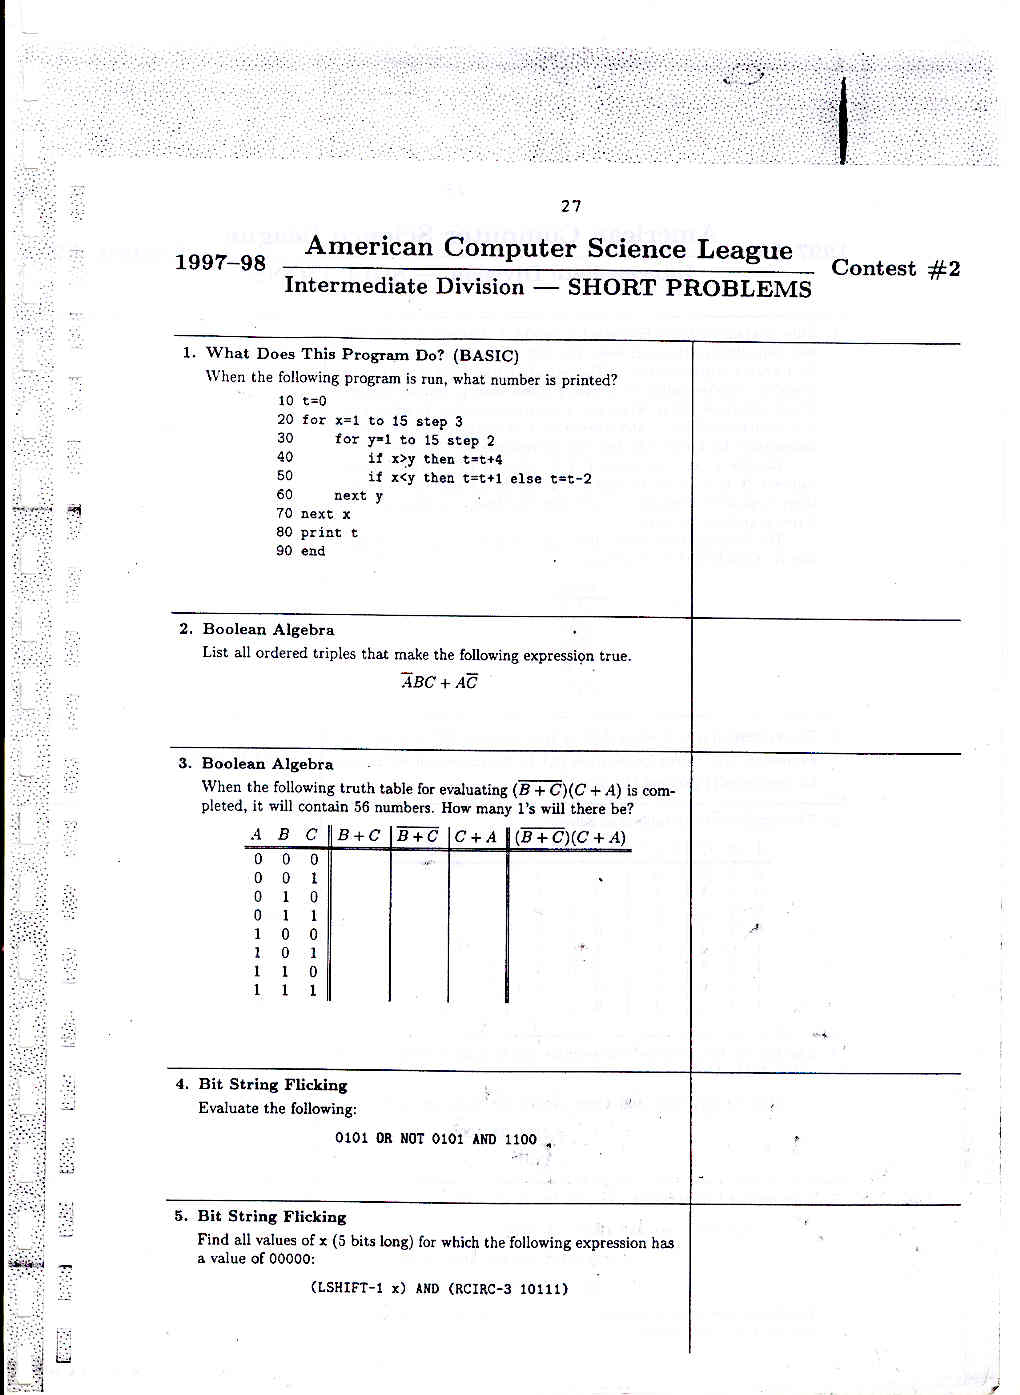 27
1997–98 American Computer Science League Contest #2
Intermediate Division — SHORT PROBLEMS
1. What Does This Program Do? (BASIC)
When the following program is run, what number is printed?
10 t=0
20 for x=1 to 15 step 3
30 for y=1 to 15 step 2
40 if x>y then t=t+4
50 if x<y then t=t+1 else t=t-2
60 next y
70 next x
80 print t
90 end
2. Boolean Algebra
List all ordered triples that make the following expression true.
A̅BC + AC̅
3. Boolean Algebra
When the following truth table for evaluating (B̅ ̅+̅ ̅C̅)(C + A) is com-
pleted, it will contain 56 numbers. How many 1's will there be?
A B C B + C B̅ ̅+̅ ̅C̅ C + A (B̅ ̅+̅ ̅C̅)(C + A)
0 0 0
0 0 1
0 1 0
0 1 1
1 0 0
1 0 1
1 1 0
1 1 1
4. Bit String Flicking
Evaluate the following:
0101 OR NOT 0101 AND 1100
5. Bit String Flicking
Find all values of x (5 bits long) for which the following expression has
a value of 00000:
(LSHIFT-1 x) AND (RCIRC-3 10111)